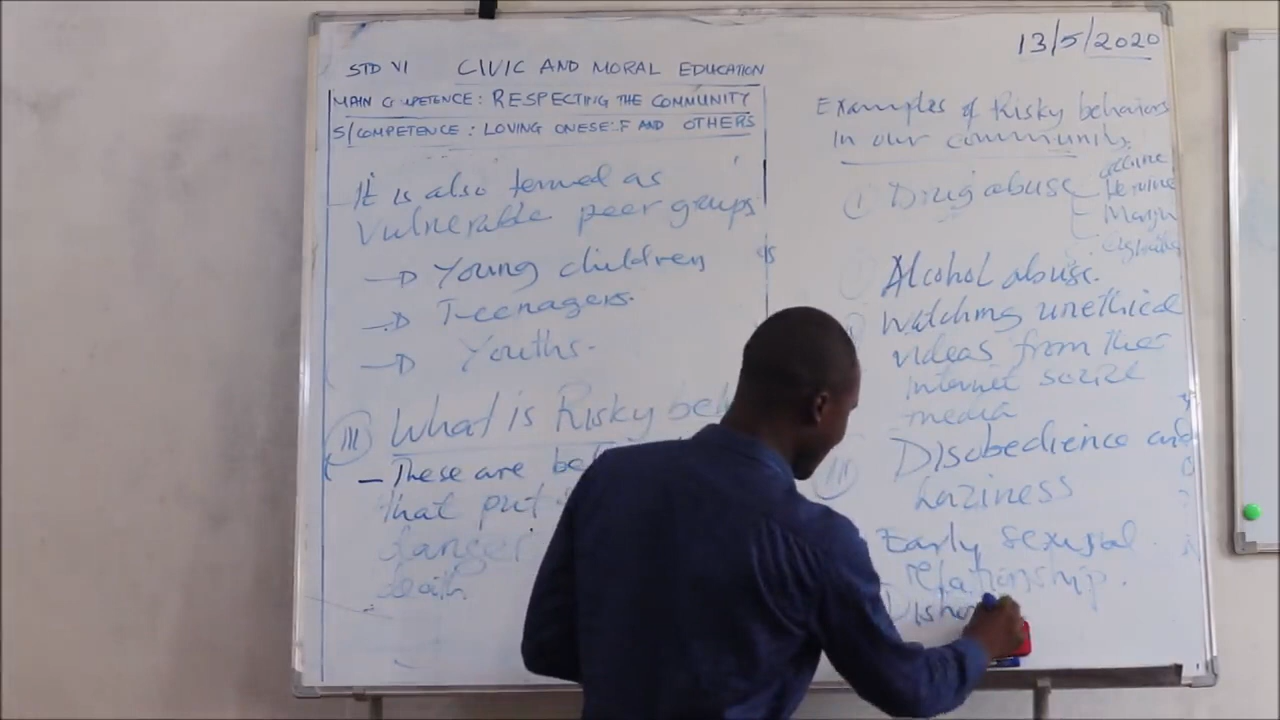 STD VI CIVIC AND MORAL EDUCATION
MAIN COMPETENCE: RESPECTING THE COMMUNITY
S/COMPETENCE: LOVING ONESELF AND OTHERS
It is also termed as
Vulnerable peer groups
Young children
Teenagers.
Youths.
III What is Risky
These are
that put
danger
death
13/5/2020
Examples of Risky behaviors
In our community.
Drug abuse
Alcohol abuse.
Watching unethical
videos from
Internet
media
III Disobedience and
Laziness
Early sexual
relationship.